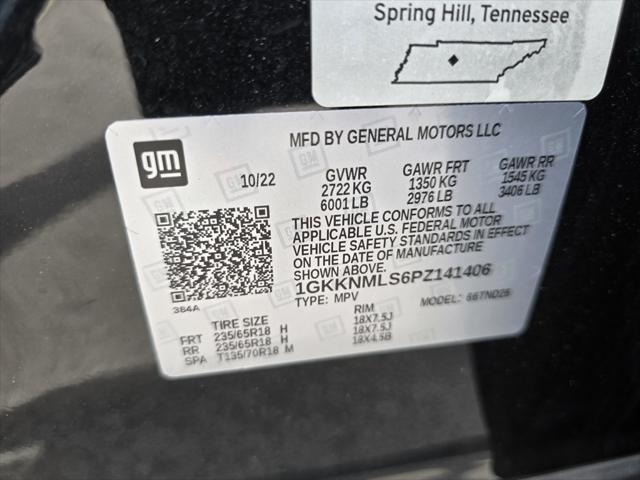 Spring Hill, Tennessee
MFD BY GENERAL MOTORS LLC
gm
10/22 GVWR GAWR FRT GAWR RR
2722 KG 1350 KG 1545 KG
6001 LB 2976 LB 3406 LB
THIS VEHICLE CONFORMS TO ALL
APPLICABLE U.S. FEDERAL MOTOR
VEHICLE SAFETY STANDARDS IN EFFECT
ON THE DATE OF MANUFACTURE
SHOWN ABOVE.
1GKKNMLS6PZ141406
384A TYPE: MPV MODEL:
TIRE SIZE RIM
FRT 235/65R18 H 18X7.5J
RR 235/65R18 H 18X7.5J
SPA T135/70R18 M 18X4.5B